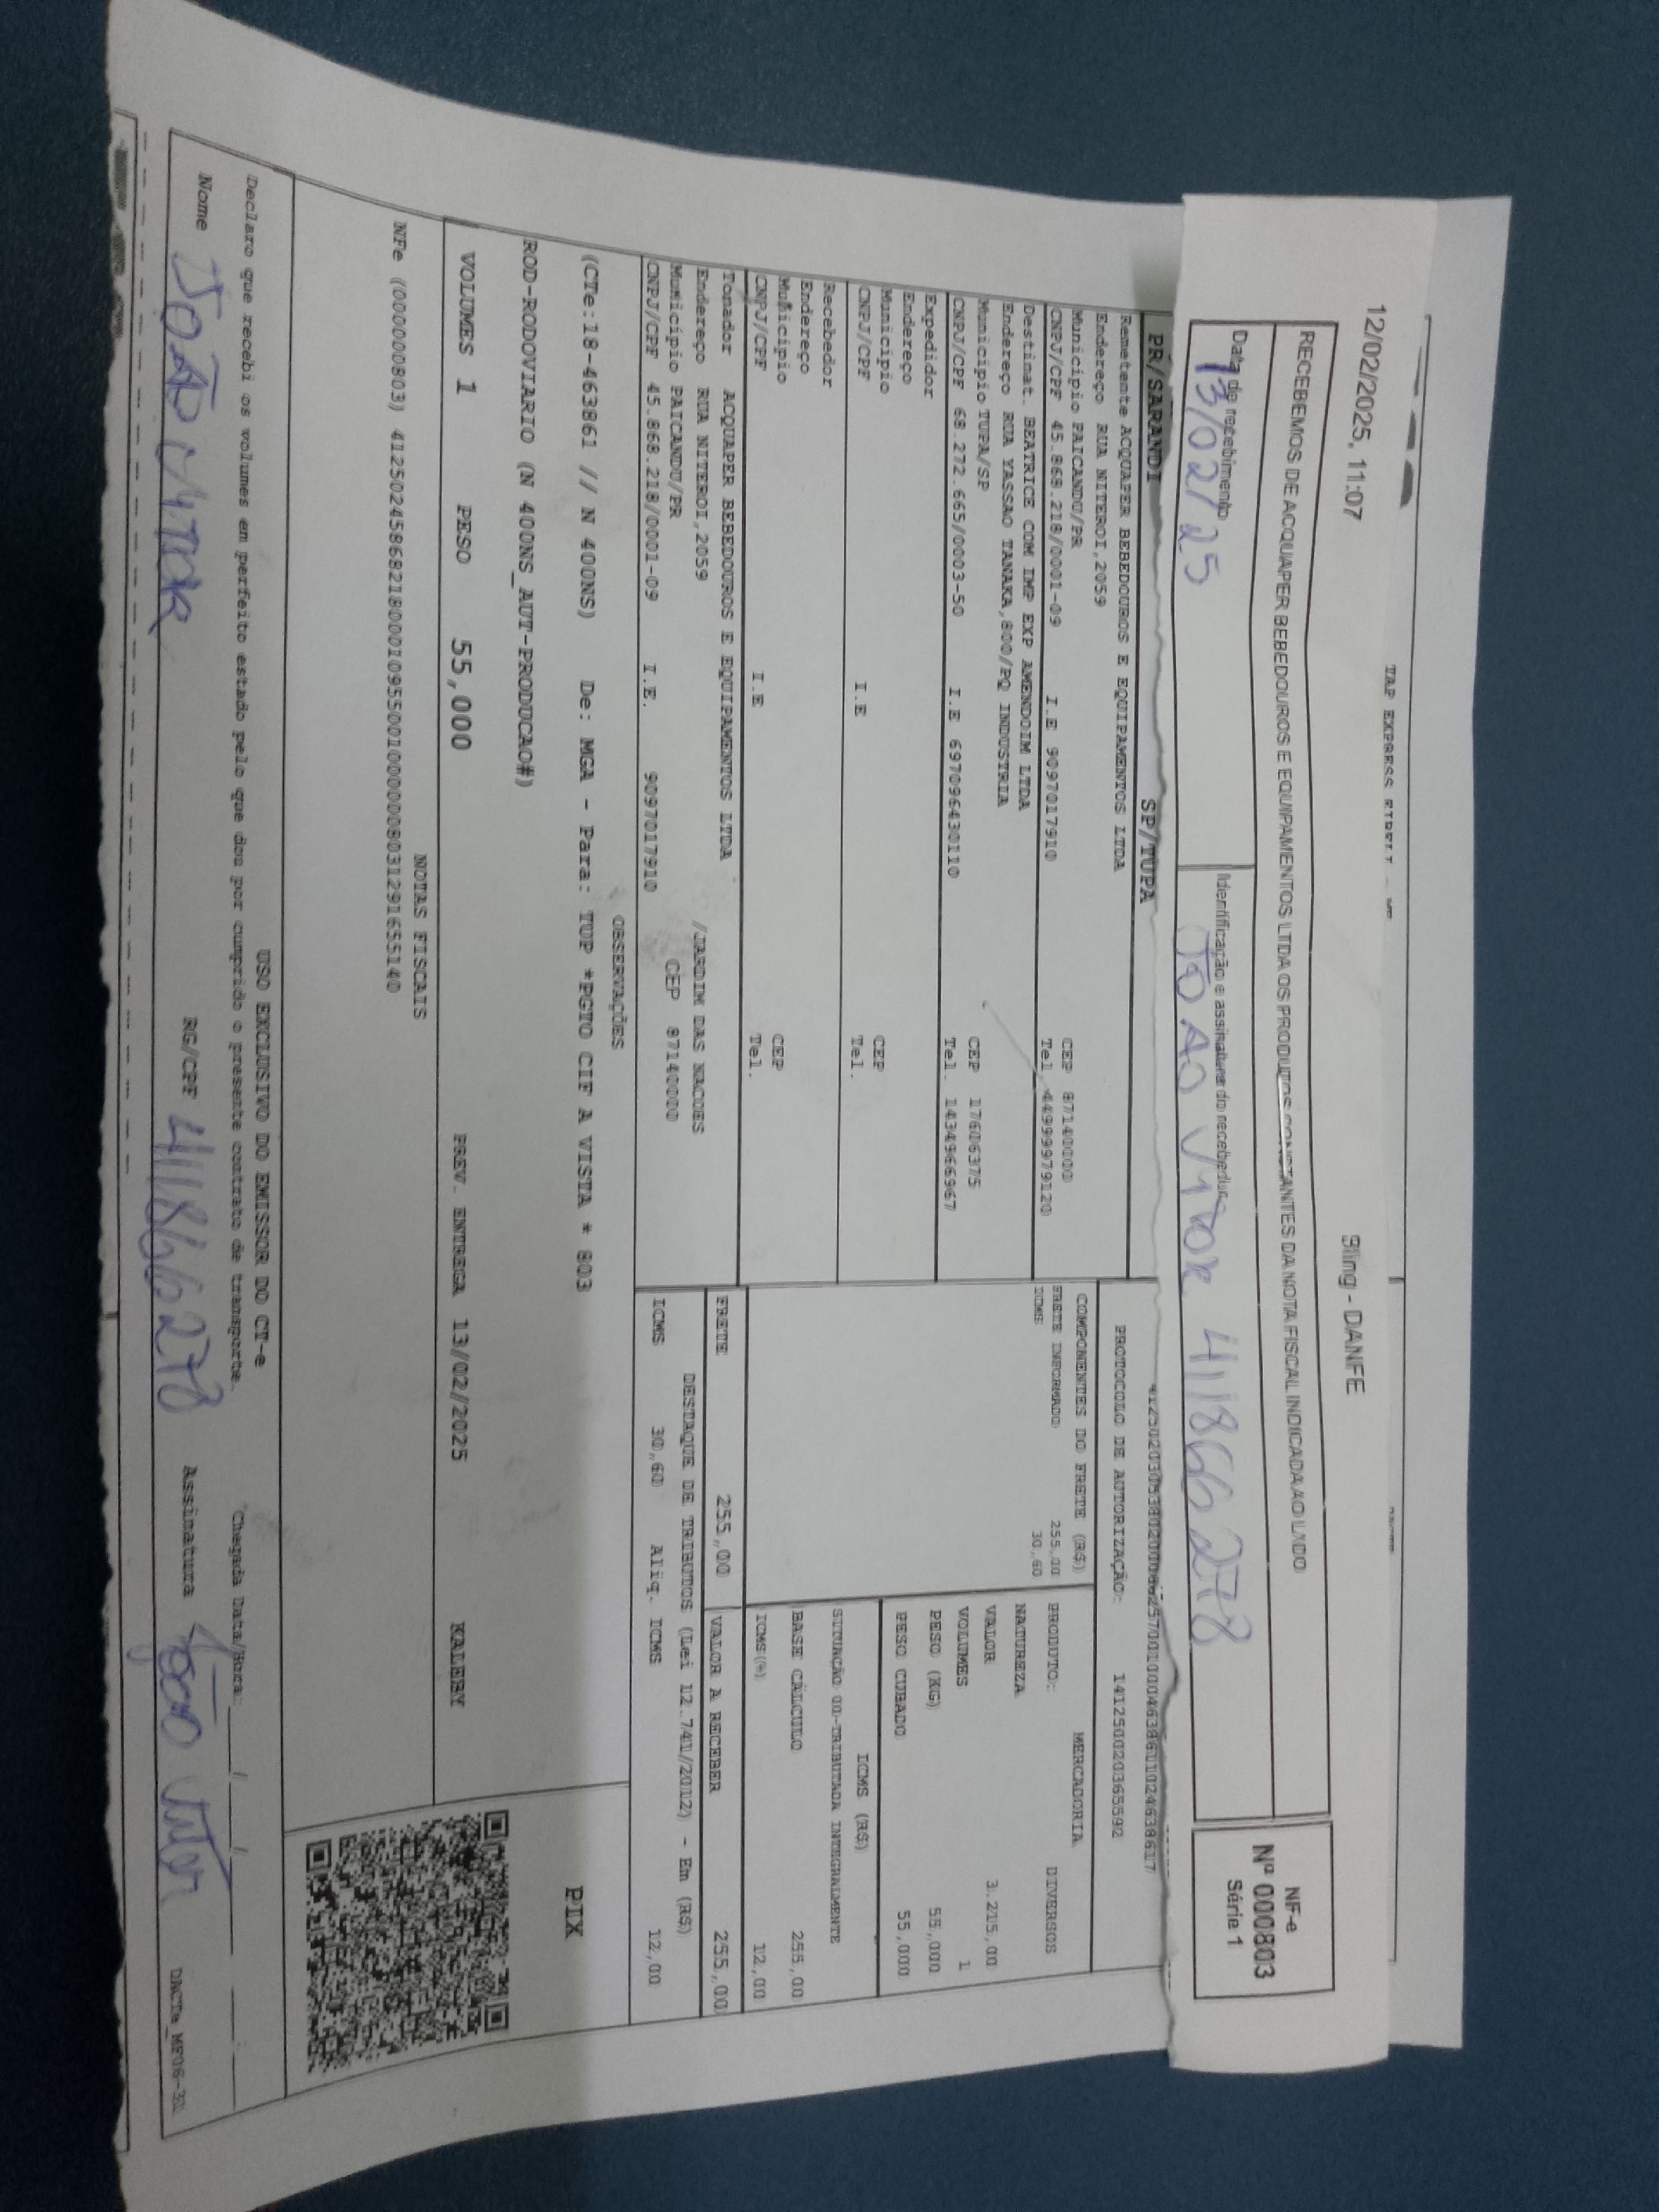 TAP EXPRESS
12/02/2025, 11:07
Bling - DANFE
RECEBEMOS DE ACQUAPER BEBEDOUROS E EQUIPAMENTOS LTDA OS PRODUTOS CONSTANTES DA NOTA FISCAL INDICADA AO LADO
Data de recebimento
13/02/25
Identificação e assinatura do recebedor
JOAO VITOR 411866278
NF-e
Nº 000803
Série 1
PR/SARANDI SP/TUPA
Remetente ACQUAPER BEBEDOUROS E EQUIPAMENTOS LTDA
Endereço RUA NITEROI,2059
Município PAICANDU/PR CEP 87140000
CNPJ/CPF 45.868.218/0001-09 I.E 9097017910 Tel 44999979120
Destinat. BEATRICE COM IMP EXP AMENDOIM LTDA
Endereço RUA YASSAO TANAKA,800/PQ INDUSTRIA
Município TUPA/SP CEP 17606375
CNPJ/CPF 68.272.665/0003-50 I.E 697096430110 Tel. 1434966967
Expedidor
Endereço
Município CEP
CNPJ/CPF I.E Tel.
Recebedor
Endereço
Município CEP
CNPJ/CPF I.E Tel.
Tomador ACQUAPER BEBEDOUROS E EQUIPAMENTOS LTDA
Endereço RUA NITEROI,2059 /JARDIM DAS NACOES
Município PAICANDU/PR CEP 87140000
CNPJ/CPF 45.868.218/0001-09 I.E. 9097017910
PROTOCOLO DE AUTORIZAÇÃO: 141250020365592
COMPONENTES DO FRETE (R$)
FRETE INFORMADO 255,00
ICMS 30,60
MERCADORIA
PRODUTO: DIVERSOS
NATUREZA
VALOR 3.215,00
VOLUMES 1
PESO (KG) 55,000
PESO CUBADO 55,000
ICMS (R$)
SITUAÇÃO 00-TRIBUTADA INTEGRALMENTE
BASE CÁLCULO 255,00
ICMS(%) 12,00
FRETE 255,00 VALOR A RECEBER 255,00
DESTAQUE DE TRIBUTOS (Lei 12.741/2012) - Em (R$)
ICMS 30,60 Aliq. ICMS 12,00
OBSERVAÇÕES
(CTe:18-463861 // N 400NS) De: MGA - Para: TUP *PGTO CIF A VISTA * 803
ROD-RODOVIARIO (N 400NS_AUT-PRODUCAO#)
PIX
VOLUMES 1 PESO 55,000 PREV. ENTREGA 13/02/2025 KALEBY
NOTAS FISCAIS
NFe (000000803) 41250245868218000109550010000008031291655140
USO EXCLUSIVO DO EMISSOR DO CT-e
Declaro que recebi os volumes em perfeito estado pelo que dou por cumprido o presente contrato de transporte. Chegada Data/Hora: ___/___/___ ___:___
Nome JOÃO VITOR RG/CPF 411866278 Assinatura João Vitor